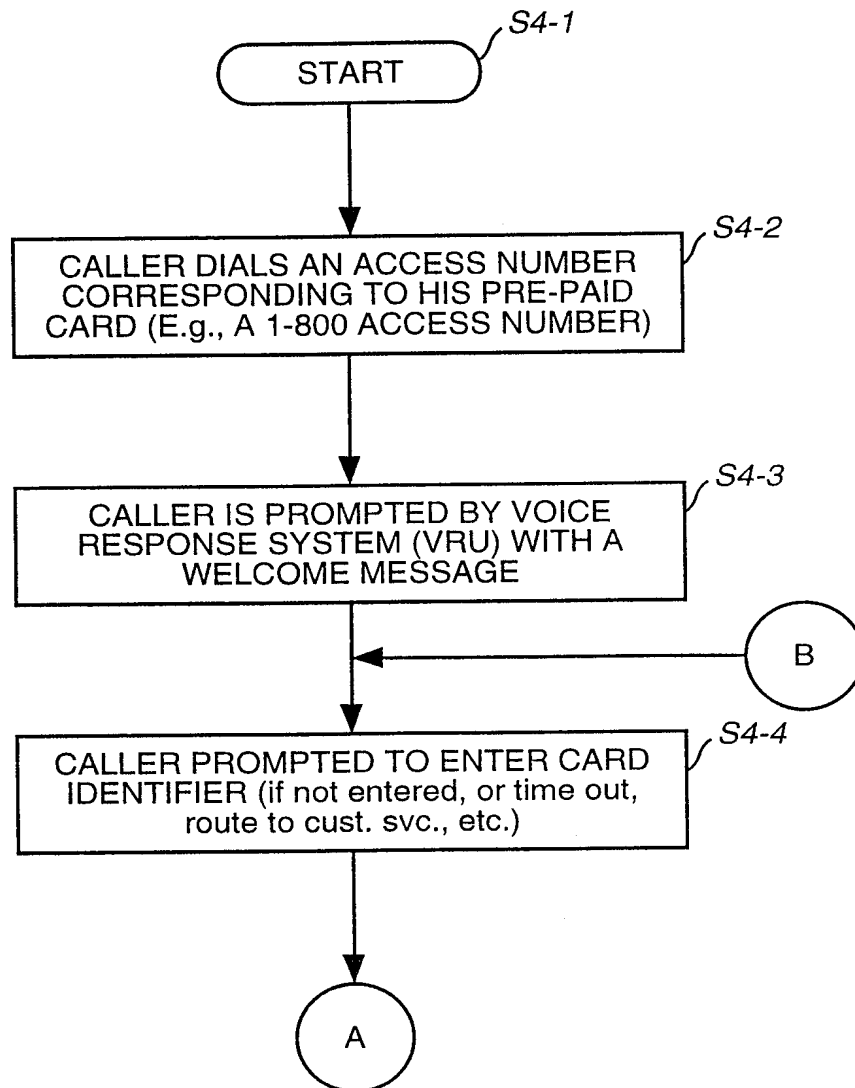 S4-1
START
S4-2
CALLER DIALS AN ACCESS NUMBER
CORRESPONDING TO HIS PRE-PAID
CARD (E.g., A 1-800 ACCESS NUMBER)
S4-3
CALLER IS PROMPTED BY VOICE
RESPONSE SYSTEM (VRU) WITH A
WELCOME MESSAGE
B
S4-4
CALLER PROMPTED TO ENTER CARD
IDENTIFIER (if not entered, or time out,
route to cust. svc., etc.)
A